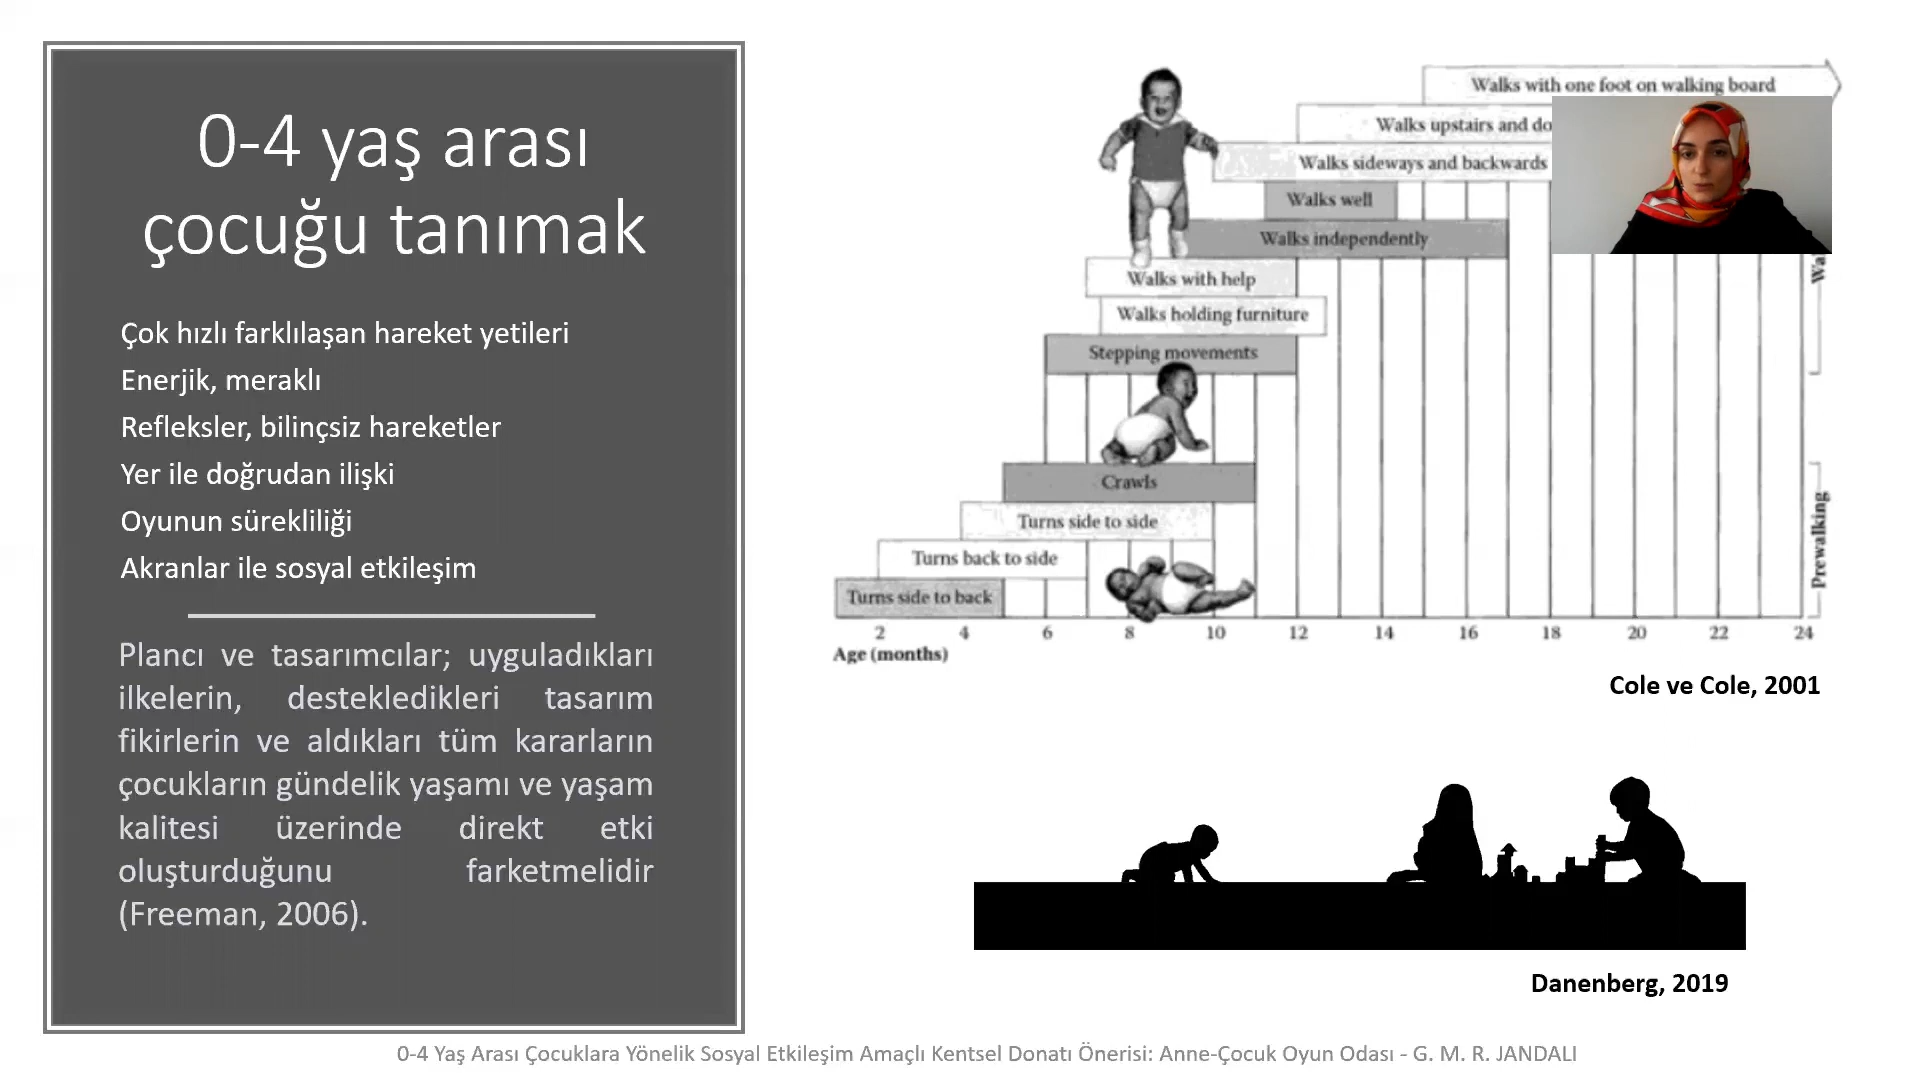 0-4 yaş arası
çocuğu tanımak
Çok hızlı farklılaşan hareket yetileri
Enerjik, meraklı
Refleksler, bilinçsiz hareketler
Yer ile doğrudan ilişki
Oyunun sürekliliği
Akranlar ile sosyal etkileşim
Plancı ve tasarımcılar; uyguladıkları
ilkelerin, destekledikleri tasarım
fikirlerin ve aldıkları tüm kararların
çocukların gündelik yaşamı ve yaşam
kalitesi üzerinde direkt etki
oluşturduğunu farketmelidir
(Freeman, 2006).
Walks with one foot on walking board
Walks upstairs and
Walks sideways and backwards
Walks well
Walks independently
Walks with help
Walks holding furniture
Stepping movements
Crawls
Turns side to side
Turns back to side
Turns side to back
Prewalking
2 4 6 8 10 12 14 16 18 20 22 24
Age (months)
Cole ve Cole, 2001
Danenberg, 2019
0-4 Yaş Arası Çocuklara Yönelik Sosyal Etkileşim Amaçlı Kentsel Donatı Önerisi: Anne-Çocuk Oyun Odası - G. M. R. JANDALI